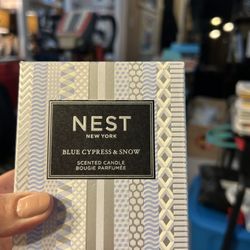 NEST
NEW YORK
BLUE CYPRESS & SNOW
SCENTED CANDLE
BOUGIE PARFUMÉE